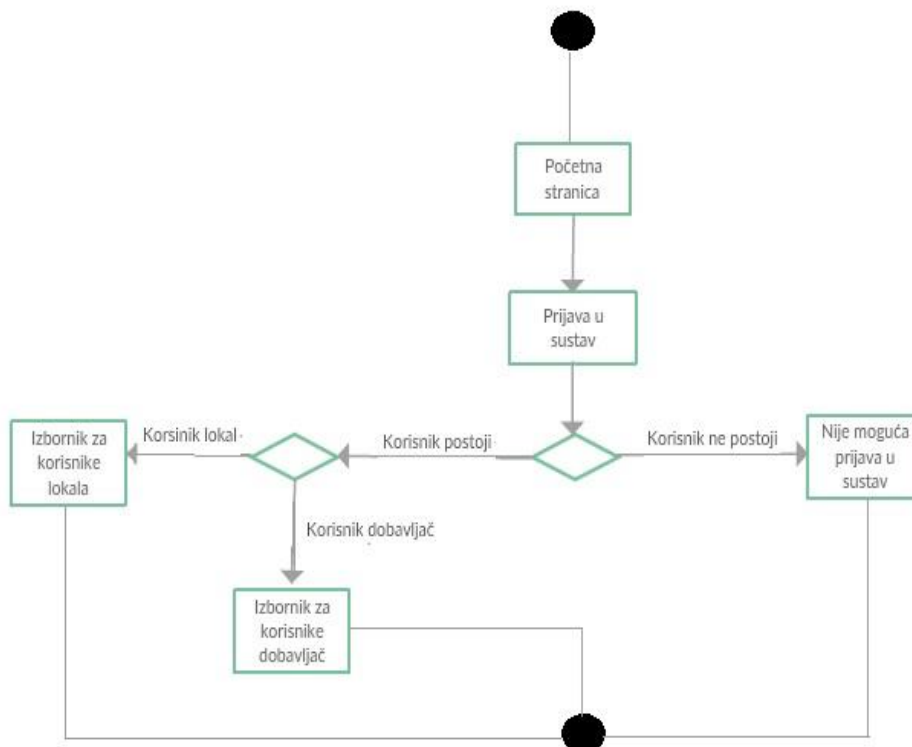 Početna
stranica
Prijava u
sustav
Korsinik lokal
Korisnik postoji
Korisnik ne postoji
Izbornik za
korisnike
lokala
Nije moguća
prijava u
sustav
Korisnik dobavljač
Izbornik za
korisnike
dobavljač